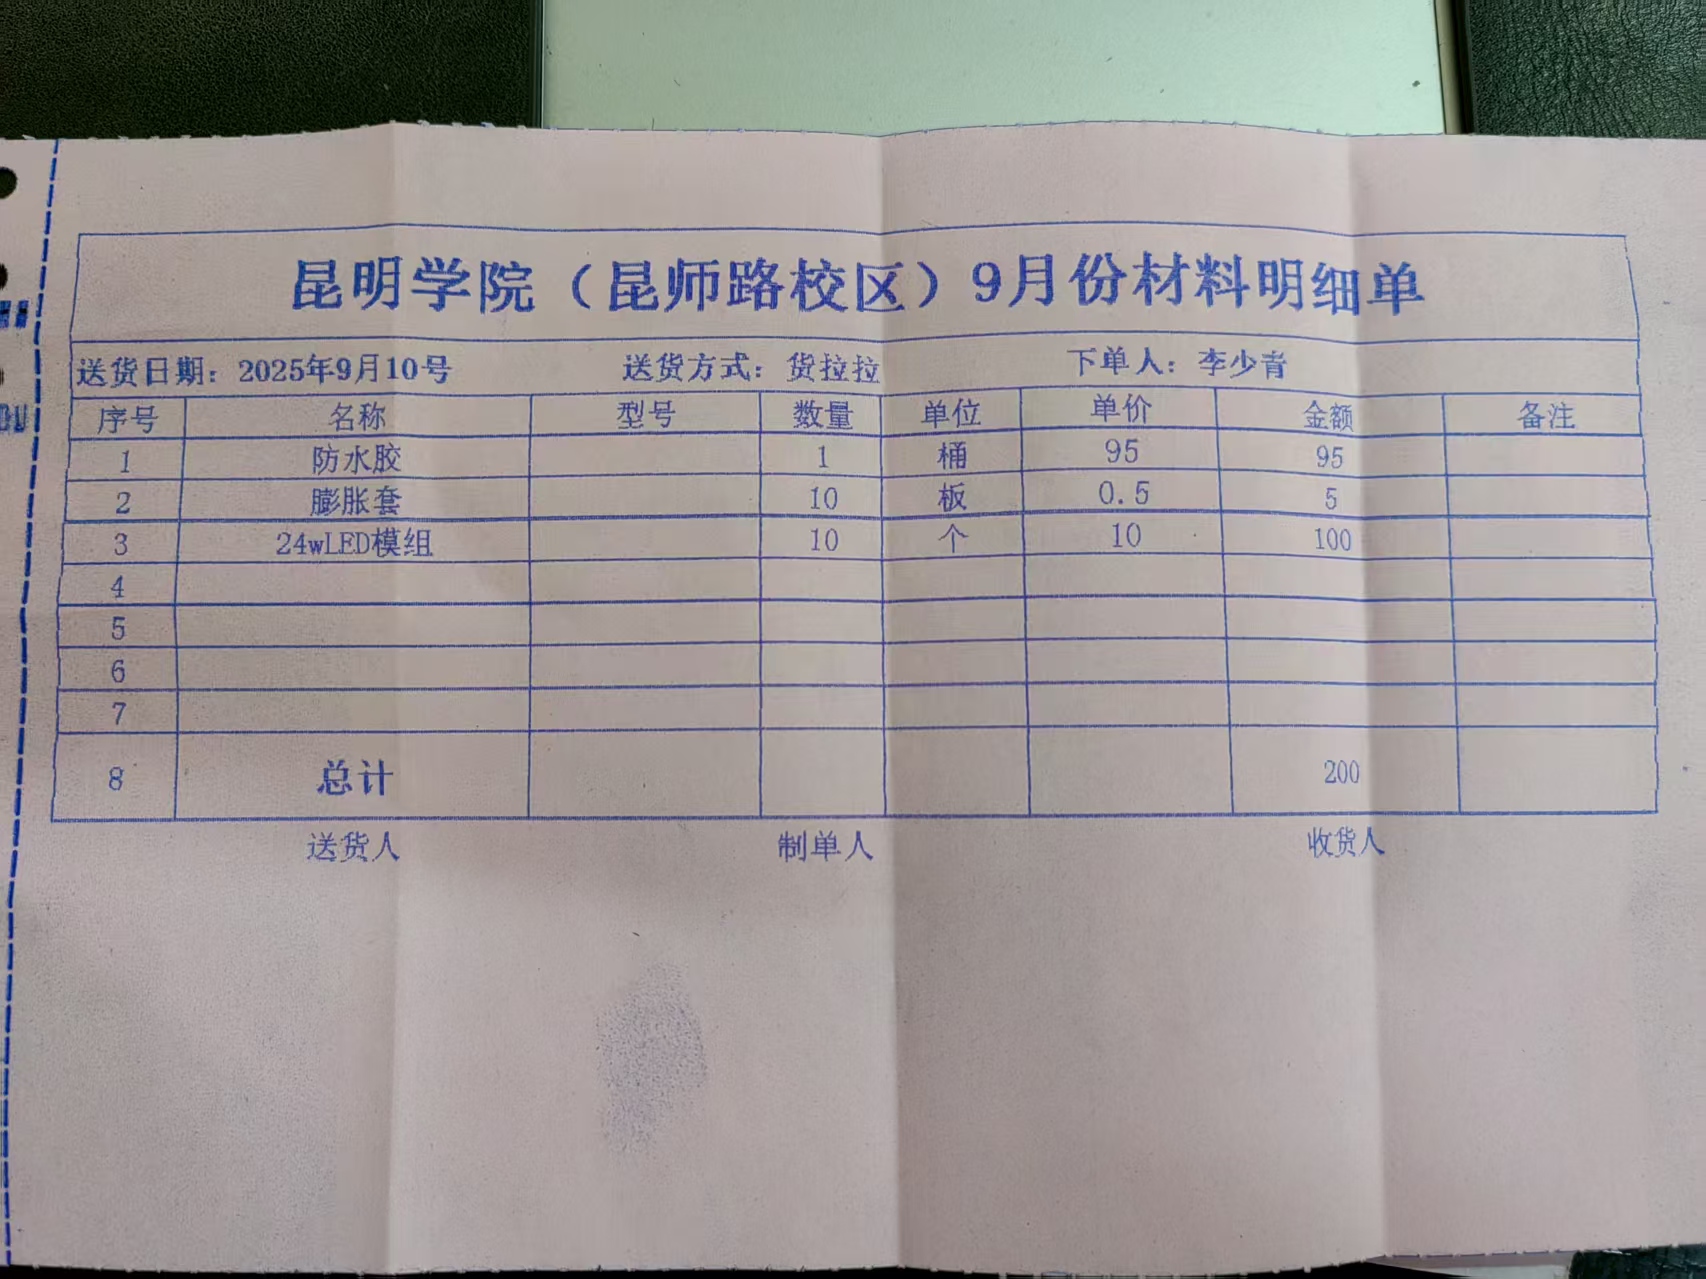 昆明学院（昆师路校区）9月份材料明细单
送货日期：2025年9月10号 送货方式：货拉拉 下单人：李少青
序号 名称 型号 数量 单位 单价 金额 备注
1 防水胶 1 桶 95 95
2 膨胀套 10 板 0.5 5
3 24wLED模组 10 个 10 100
4
5
6
7
8 总计 200
送货人 制单人 收货人